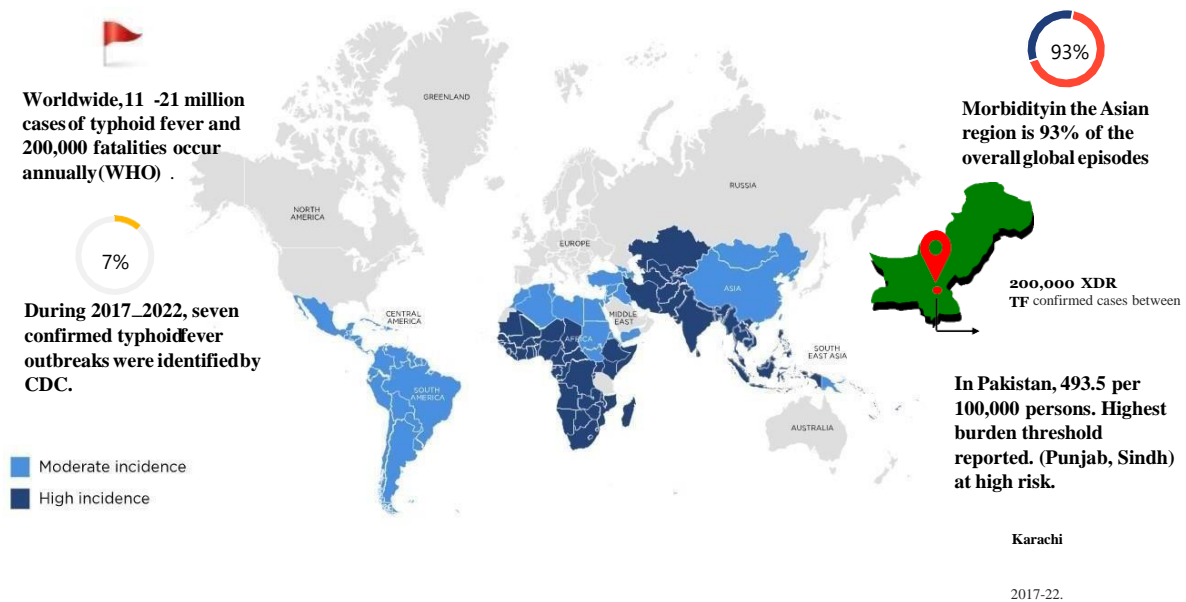 Worldwide,11 -21 million
cases of typhoid fever and
200,000 fatalities occur
annually(WHO) .
7%
During 2017_2022, seven
confirmed typhoidfever
outbreaks were identifiedby
CDC.
Moderate incidence
High incidence
GREENLAND
NORTH
AMERICA
CENTRAL
AMERICA
SOUTH
AMERICA
EUROPE
RUSSIA
ASIA
MIDDLE
EAST
AFRICA
SOUTH
EAST ASIA
AUSTRALIA
93%
Morbidityin the Asian
region is 93% of the
overall global episodes
200,000 XDR
TF confirmed cases between
In Pakistan, 493.5 per
100,000 persons. Highest
burden threshold
reported. (Punjab, Sindh)
at high risk.
Karachi
2017-22.